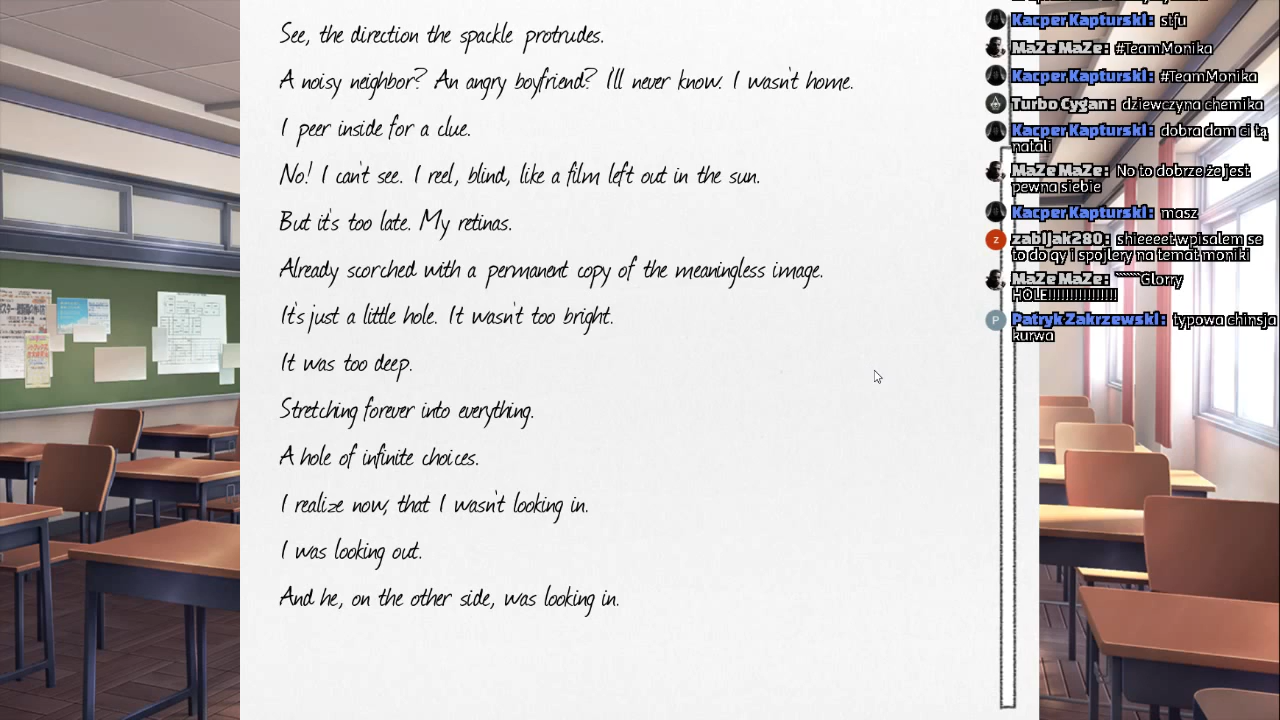 See, the direction the spackle protrudes.
A noisy neighbor? An angry boyfriend? I'll never know. I wasn't home.
I peer inside for a clue.
No! I can't see. I reel, blind, like a film left out in the sun.
But it's too late. My retinas.
Already scorched with a permanent copy of the meaningless image.
It's just a little hole. It wasn't too bright.
It was too deep.
Stretching forever into everything.
A hole of infinite choices.
I realize now, that I wasn't looking in.
I was looking out.
And he, on the other side, was looking in.
Kacper Kapturski: stfu
MaZe MaZe: #TeamMonika
Kacper Kapturski: #TeamMonika
Turbo Cygan: dziewczyna chemika
Kacper Kapturski: dobra dam ci tą
natali
MaZe MaZe: No to dobrze że jest
pewna siebie
Kacper Kapturski: masz
z
zabijak280: shieeeet wpisalem se
to do qy i spojlery na temat moniki
MaZe MaZe: ``````Glorry
HOLE!!!!!!!!!!!!!!!!
P
Patryk Zakrzewski: typowa chinsja
kurwa